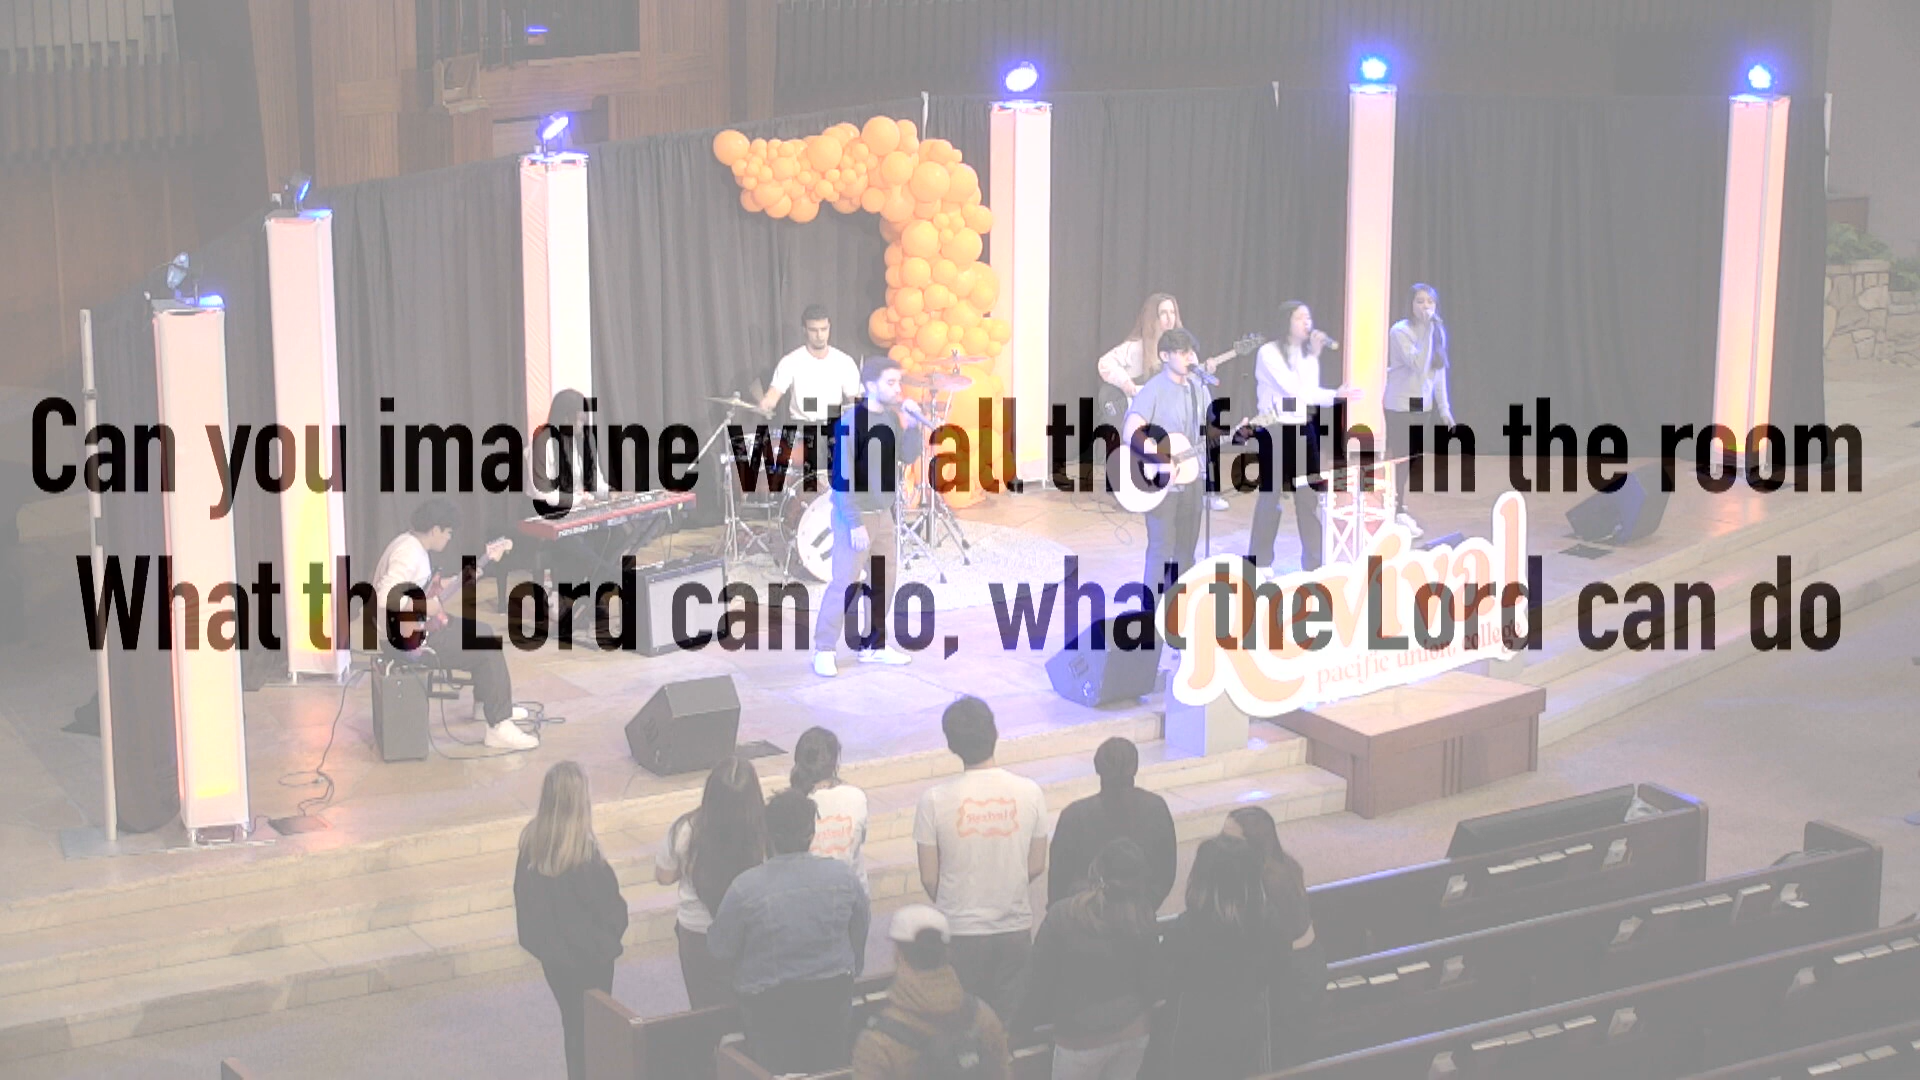 Can you imagine with all the faith in the room
What the Lord can do, what the Lord can do
Revival
pacific union college